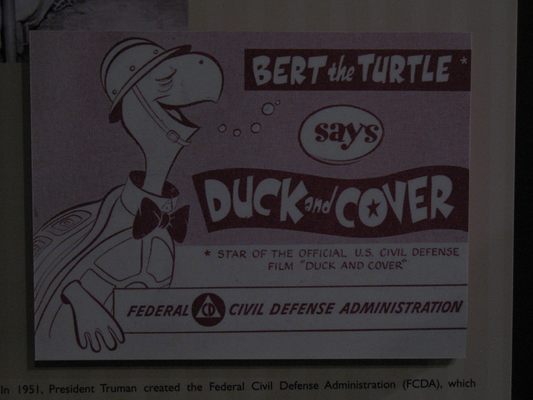 BERT the TURTLE *
says
DUCK and COVER
* STAR OF THE OFFICIAL U.S. CIVIL DEFENSE
FILM "DUCK AND COVER"
FEDERAL CD CIVIL DEFENSE ADMINISTRATION
In 1951, President Truman created the Federal Civil Defense Administration (FCDA), which